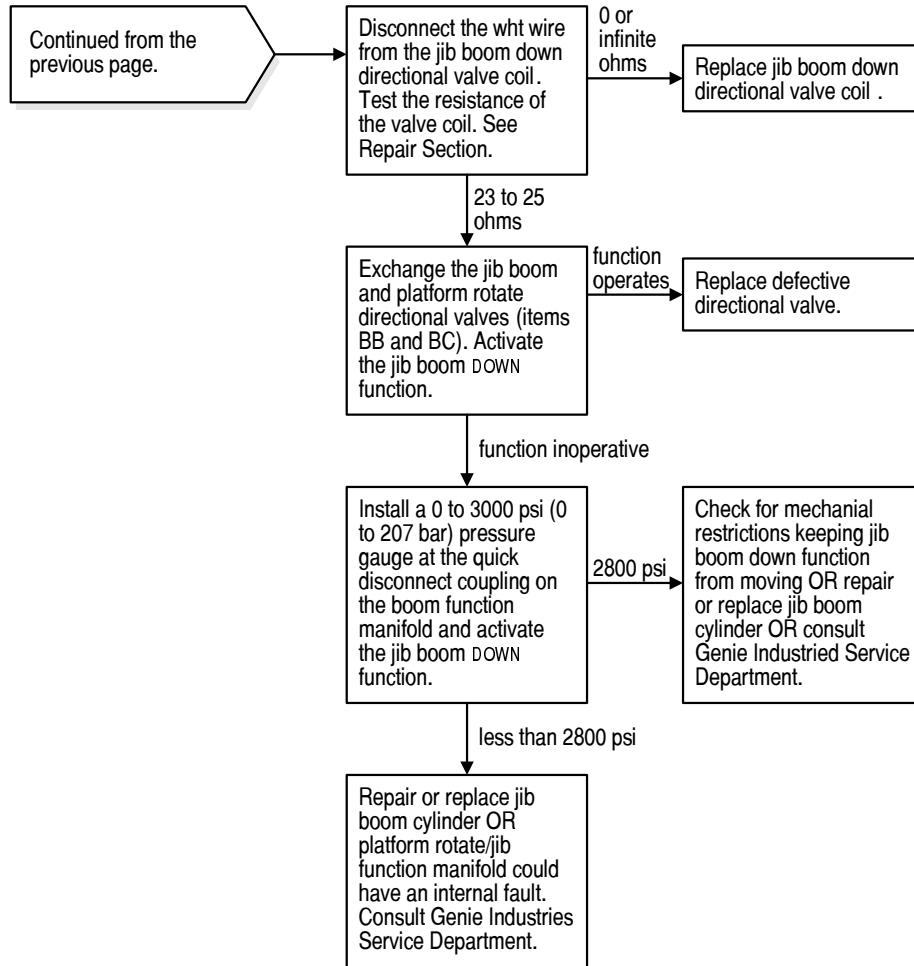 Continued from the
previous page.
Disconnect the wht wire
from the jib boom down
directional valve coil.
Test the resistance of
the valve coil. See
Repair Section.
0 or
infinite
ohms
Replace jib boom down
directional valve coil .
23 to 25
ohms
Exchange the jib boom
and platform rotate
directional valves (items
BB and BC). Activate
the jib boom DOWN
function.
function
operates
Replace defective
directional valve.
function inoperative
Install a 0 to 3000 psi (0
to 207 bar) pressure
gauge at the quick
disconnect coupling on
the boom function
manifold and activate
the jib boom DOWN
function.
2800 psi
Check for mechanial
restrictions keeping jib
boom down function
from moving OR repair
or replace jib boom
cylinder OR consult
Genie Industried Service
Department.
less than 2800 psi
Repair or replace jib
boom cylinder OR
platform rotate/jib
function manifold could
have an internal fault.
Consult Genie Industries
Service Department.